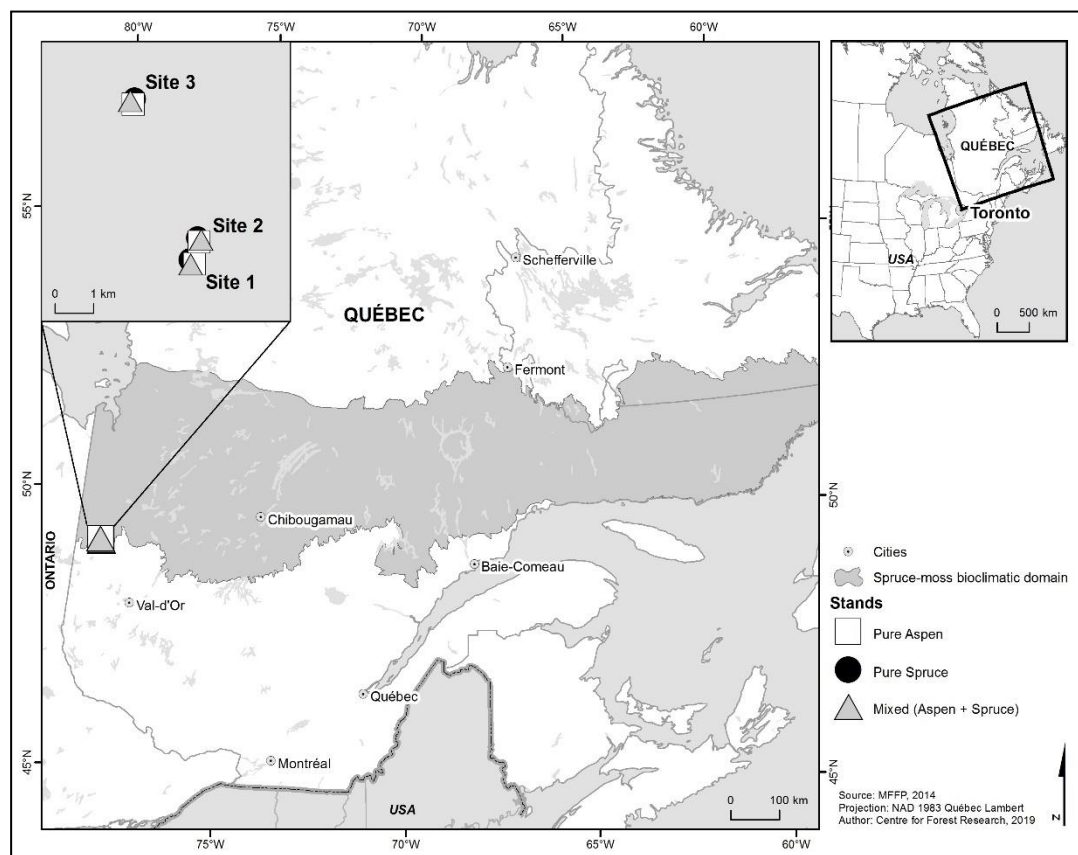 80°W
75°W
70°W
65°W
60°W
Site 3
Site 2
Site 1
0 1 km
55°N
50°N
45°N
QUÉBEC
Schefferville
Fermont
Chibougamau
ONTARIO
Val-d'Or
Baie-Comeau
Québec
Montréal
USA
0 100 km
50°N
45°N
75°W
70°W
65°W
60°W
QUÉBEC
Toronto
USA
0 500 km
Cities
Spruce-moss bioclimatic domain
Stands
Pure Aspen
Pure Spruce
Mixed (Aspen + Spruce)
Source: MFFP, 2014
Projection: NAD 1983 Québec Lambert
Author: Centre for Forest Research, 2019
N